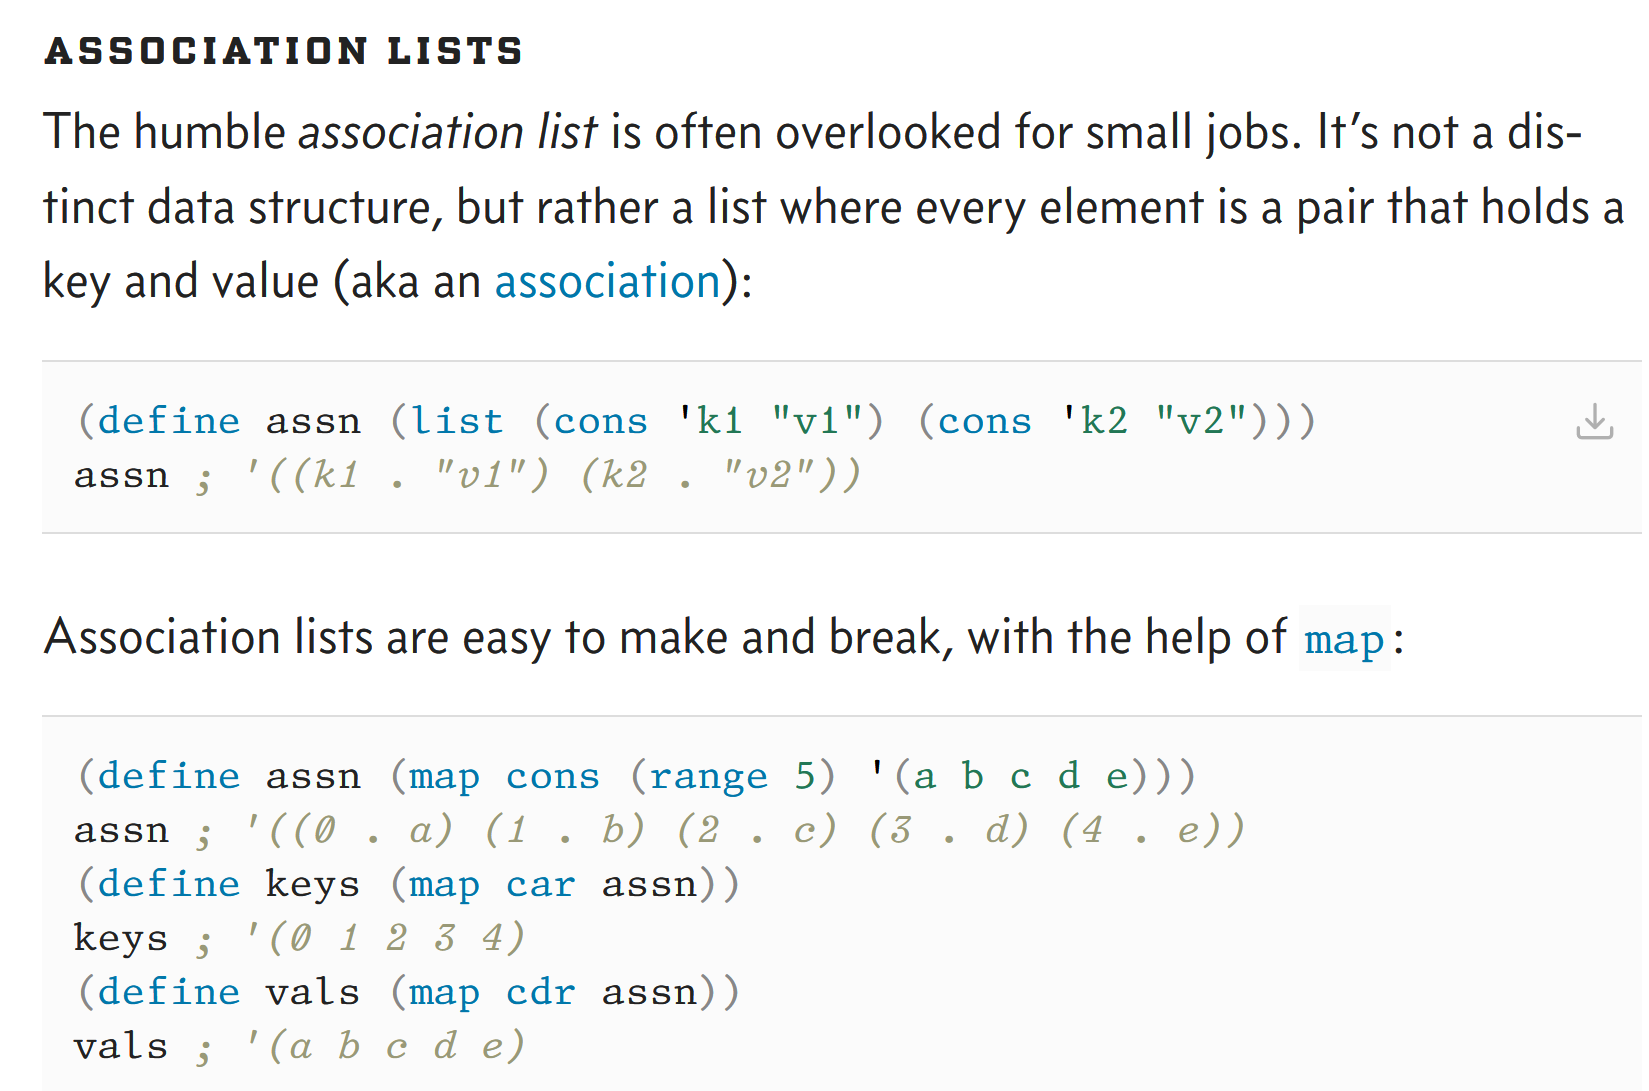 ASSOCIATION LISTS
The humble association list is often overlooked for small jobs. It’s not a dis-
tinct data structure, but rather a list where every element is a pair that holds a
key and value (aka an association):
(define assn (list (cons 'k1 "v1") (cons 'k2 "v2")))
assn ; '((k1 . "v1") (k2 . "v2"))
Association lists are easy to make and break, with the help of map:
(define assn (map cons (range 5) '(a b c d e)))
assn ; '((0 . a) (1 . b) (2 . c) (3 . d) (4 . e))
(define keys (map car assn))
keys ; '(0 1 2 3 4)
(define vals (map cdr assn))
vals ; '(a b c d e)